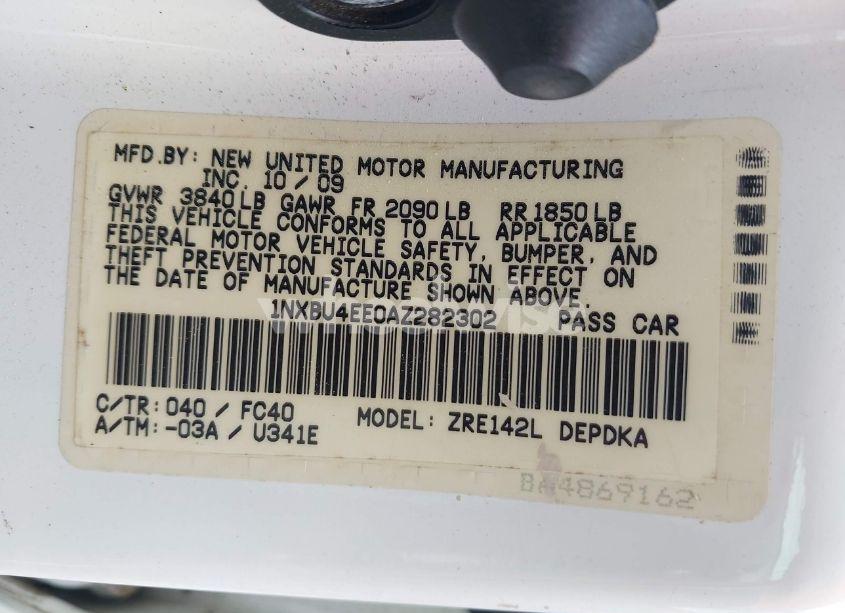 MFD.BY: NEW UNITED MOTOR MANUFACTURING
INC. 10 / 09
GVWR 3840 LB GAWR FR 2090 LB RR 1850 LB
THIS VEHICLE CONFORMS TO ALL APPLICABLE
FEDERAL MOTOR VEHICLE SAFETY, BUMPER, AND
THEFT PREVENTION STANDARDS IN EFFECT ON
THE DATE OF MANUFACTURE SHOWN ABOVE.
1NXBU4EE0AZ282302 PASS CAR
C/TR: 040 / FC40 MODEL: ZRE142L DEPDKA
A/TM: -03A / U341E